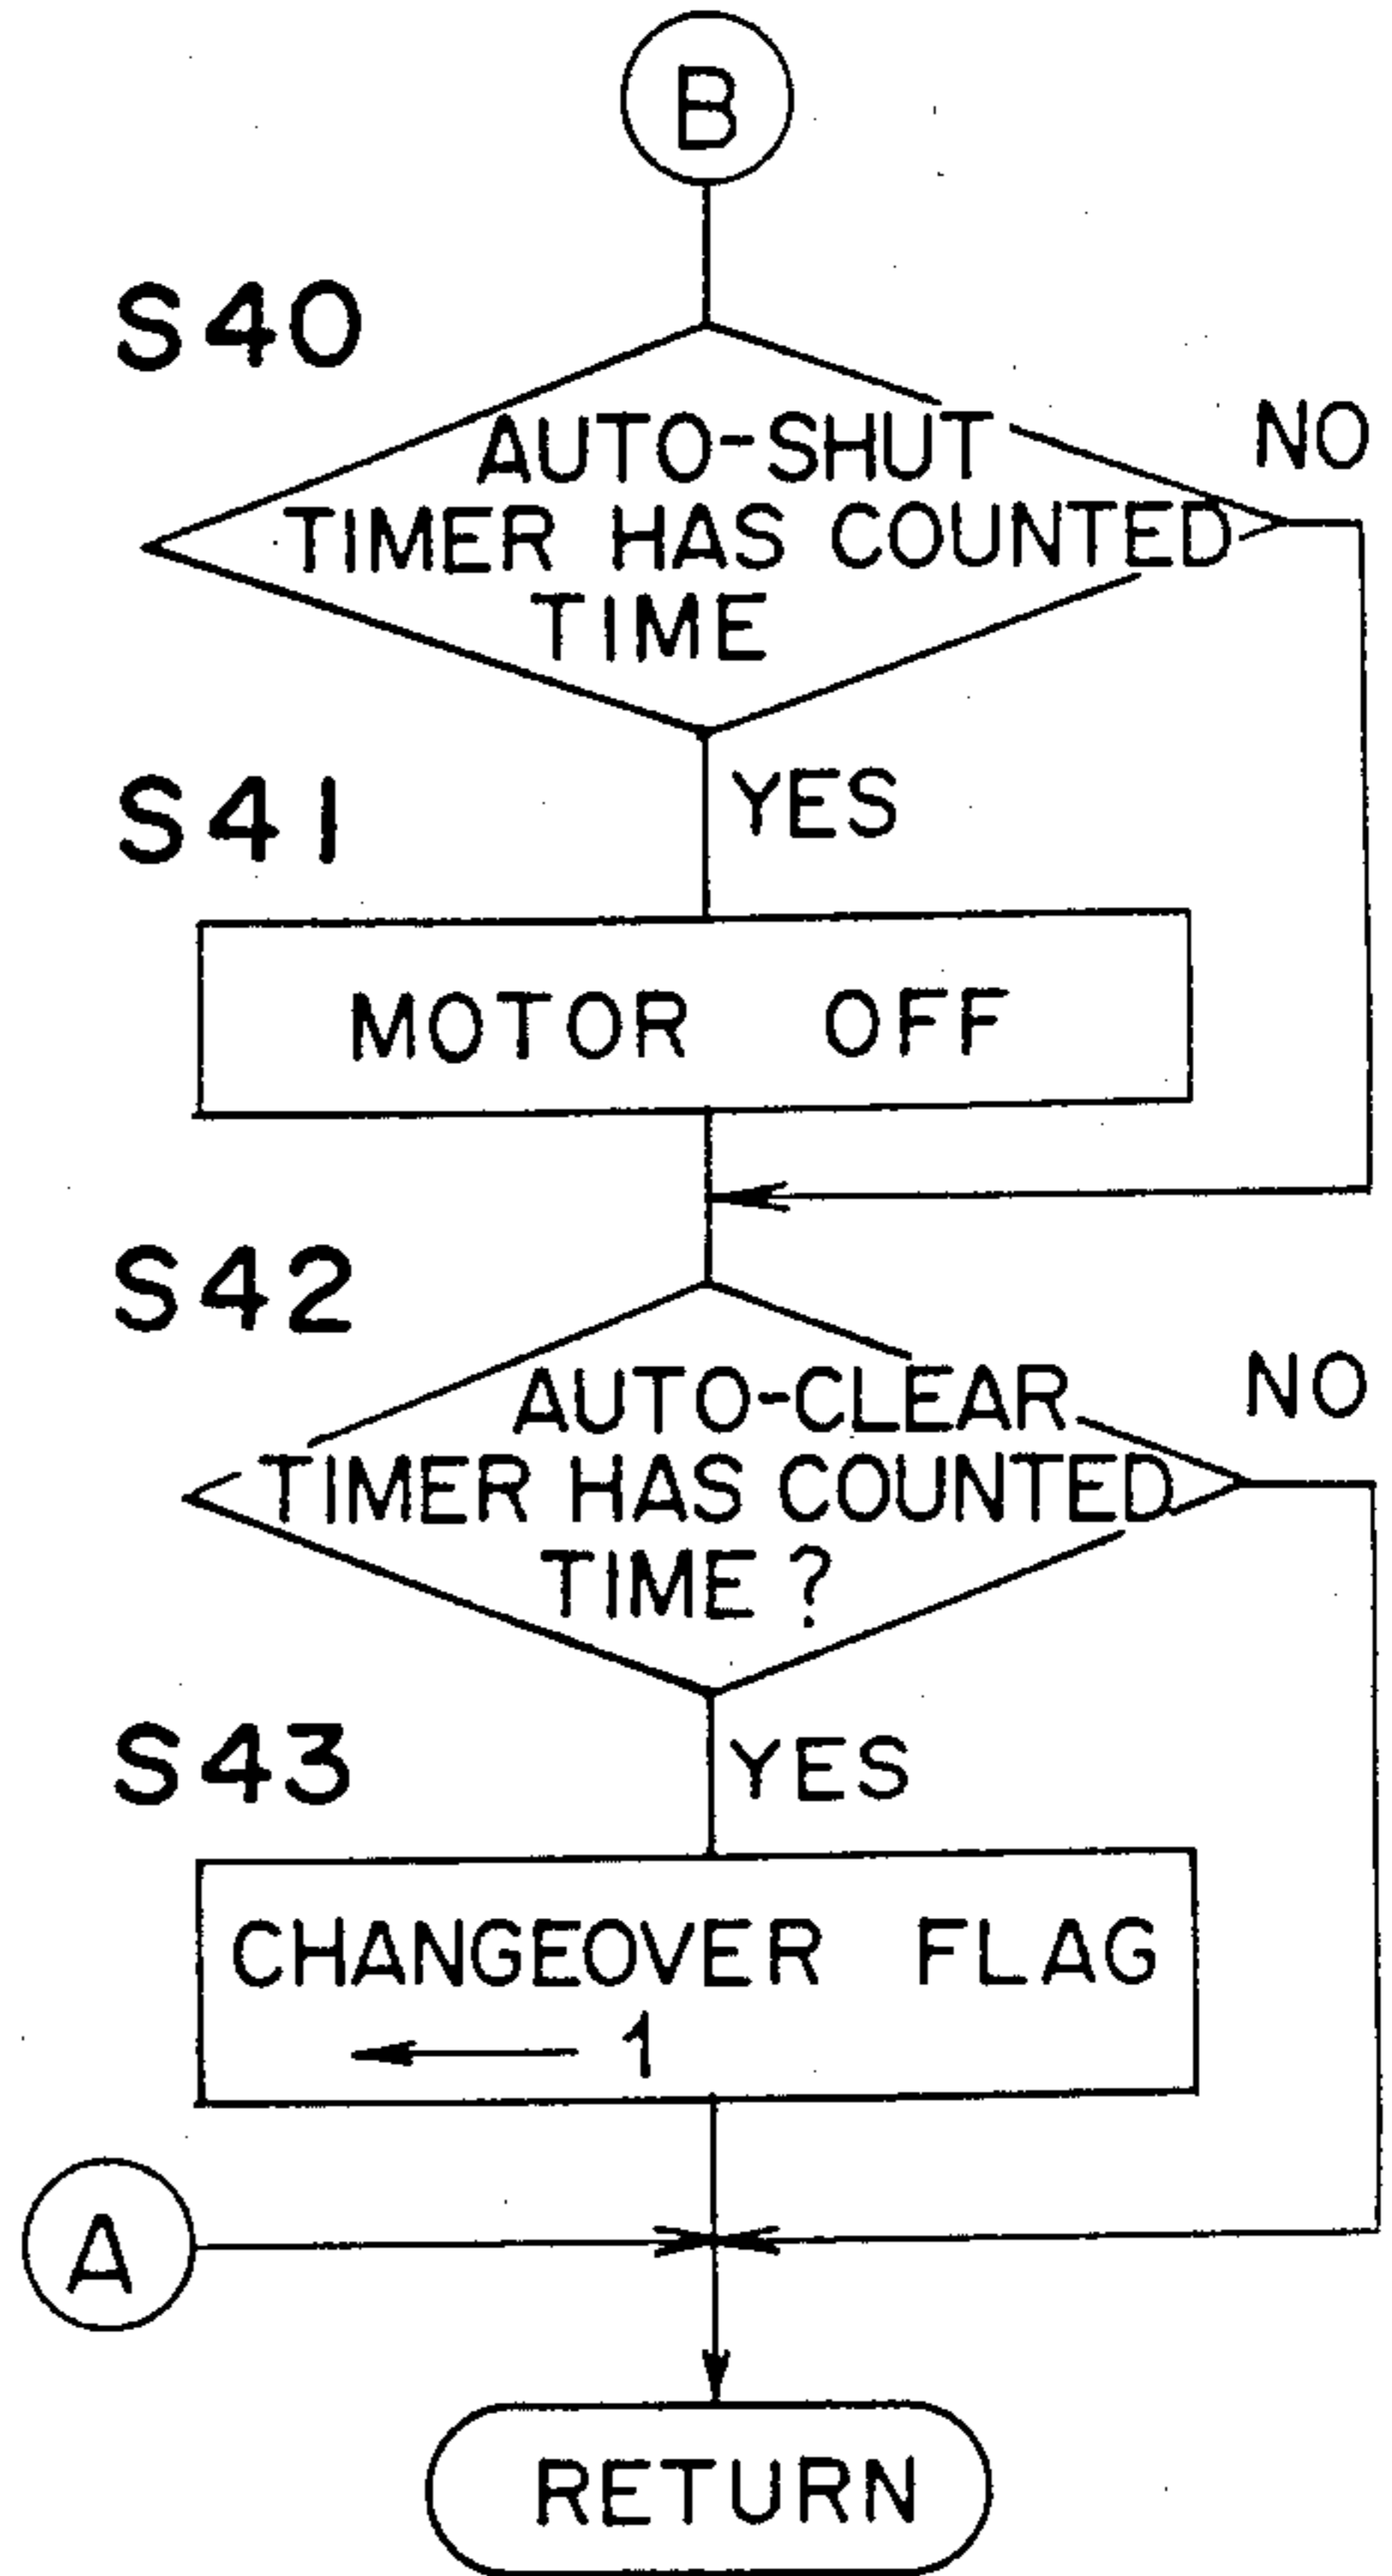 B
S40
AUTO-SHUT
TIMER HAS COUNTED
TIME
NO
YES
S41
MOTOR OFF
S42
AUTO-CLEAR
TIMER HAS COUNTED
TIME?
NO
YES
S43
CHANGEOVER FLAG
← 1
A
RETURN